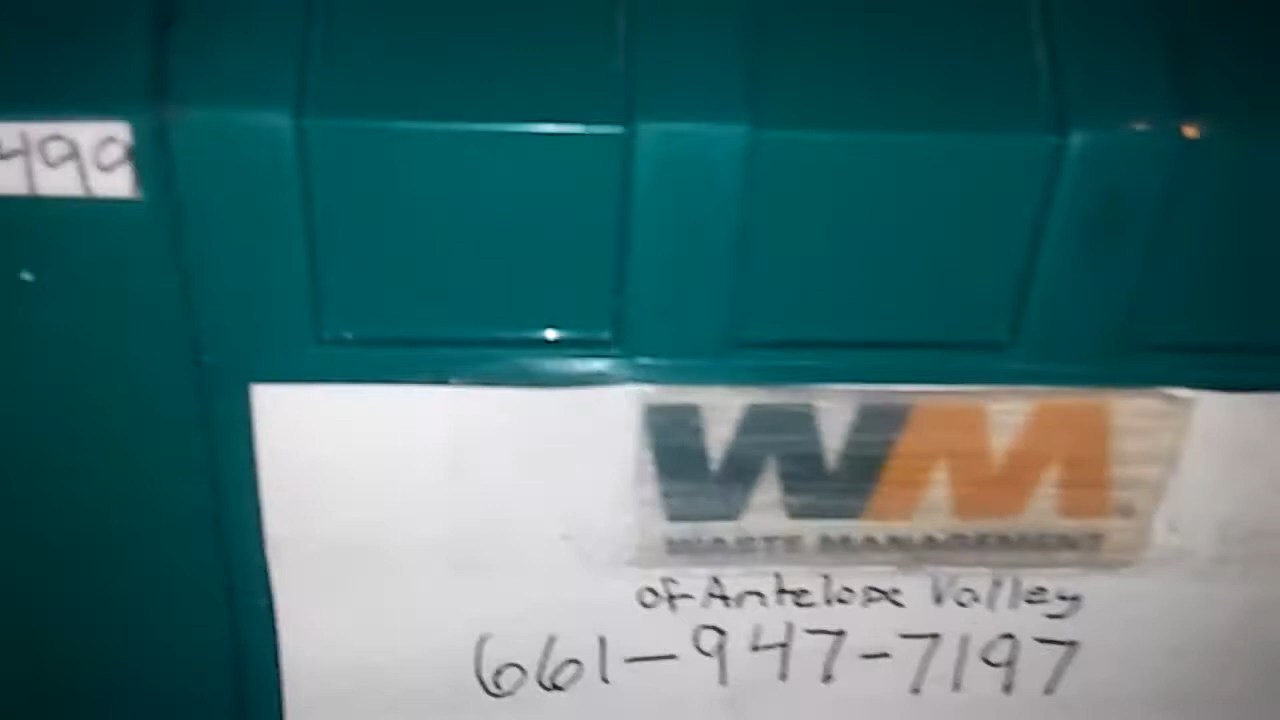 499
WM
WASTE MANAGEMENT
of Antelope Valley
661-947-7197